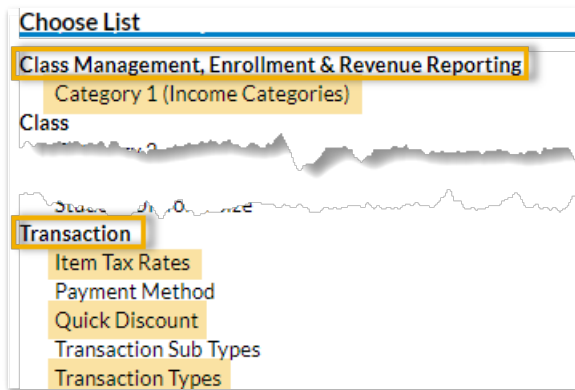 Choose List
Class Management, Enrollment & Revenue Reporting
Category 1 (Income Categories)
Class
Transaction
Item Tax Rates
Payment Method
Quick Discount
Transaction Sub Types
Transaction Types